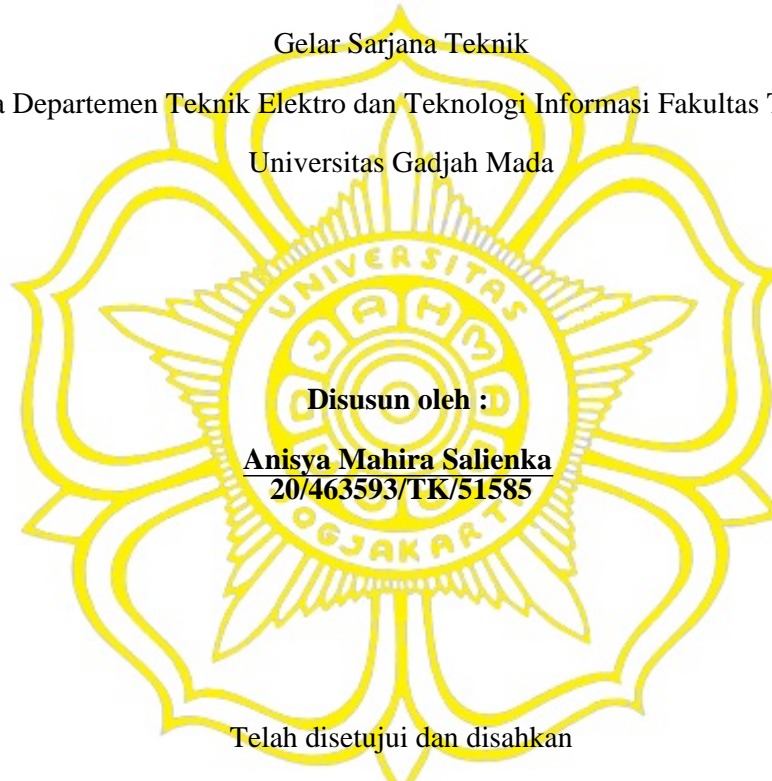 Gelar Sarjana Teknik
Departemen Teknik Elektro dan Teknologi Informasi Fakultas
Universitas Gadjah Mada
UNIVERSITAS
Disusun oleh :
Anisya Mahira Salienka
20/463593/TK/51585
Telah disetujui dan disahkan